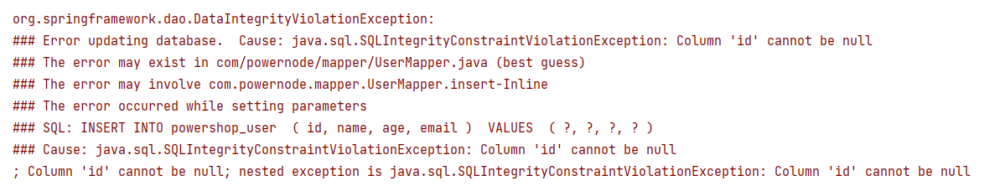 org.springframework.dao.DataIntegrityViolationException:
### Error updating database.  Cause: java.sql.SQLIntegrityConstraintViolationException: Column 'id' cannot be null
### The error may exist in com/powernode/mapper/UserMapper.java (best guess)
### The error may involve com.powernode.mapper.UserMapper.insert-Inline
### The error occurred while setting parameters
### SQL: INSERT INTO powershop_user  ( id, name, age, email )  VALUES  ( ?, ?, ?, ? )
### Cause: java.sql.SQLIntegrityConstraintViolationException: Column 'id' cannot be null
; Column 'id' cannot be null; nested exception is java.sql.SQLIntegrityConstraintViolationException: Column 'id' cannot be null